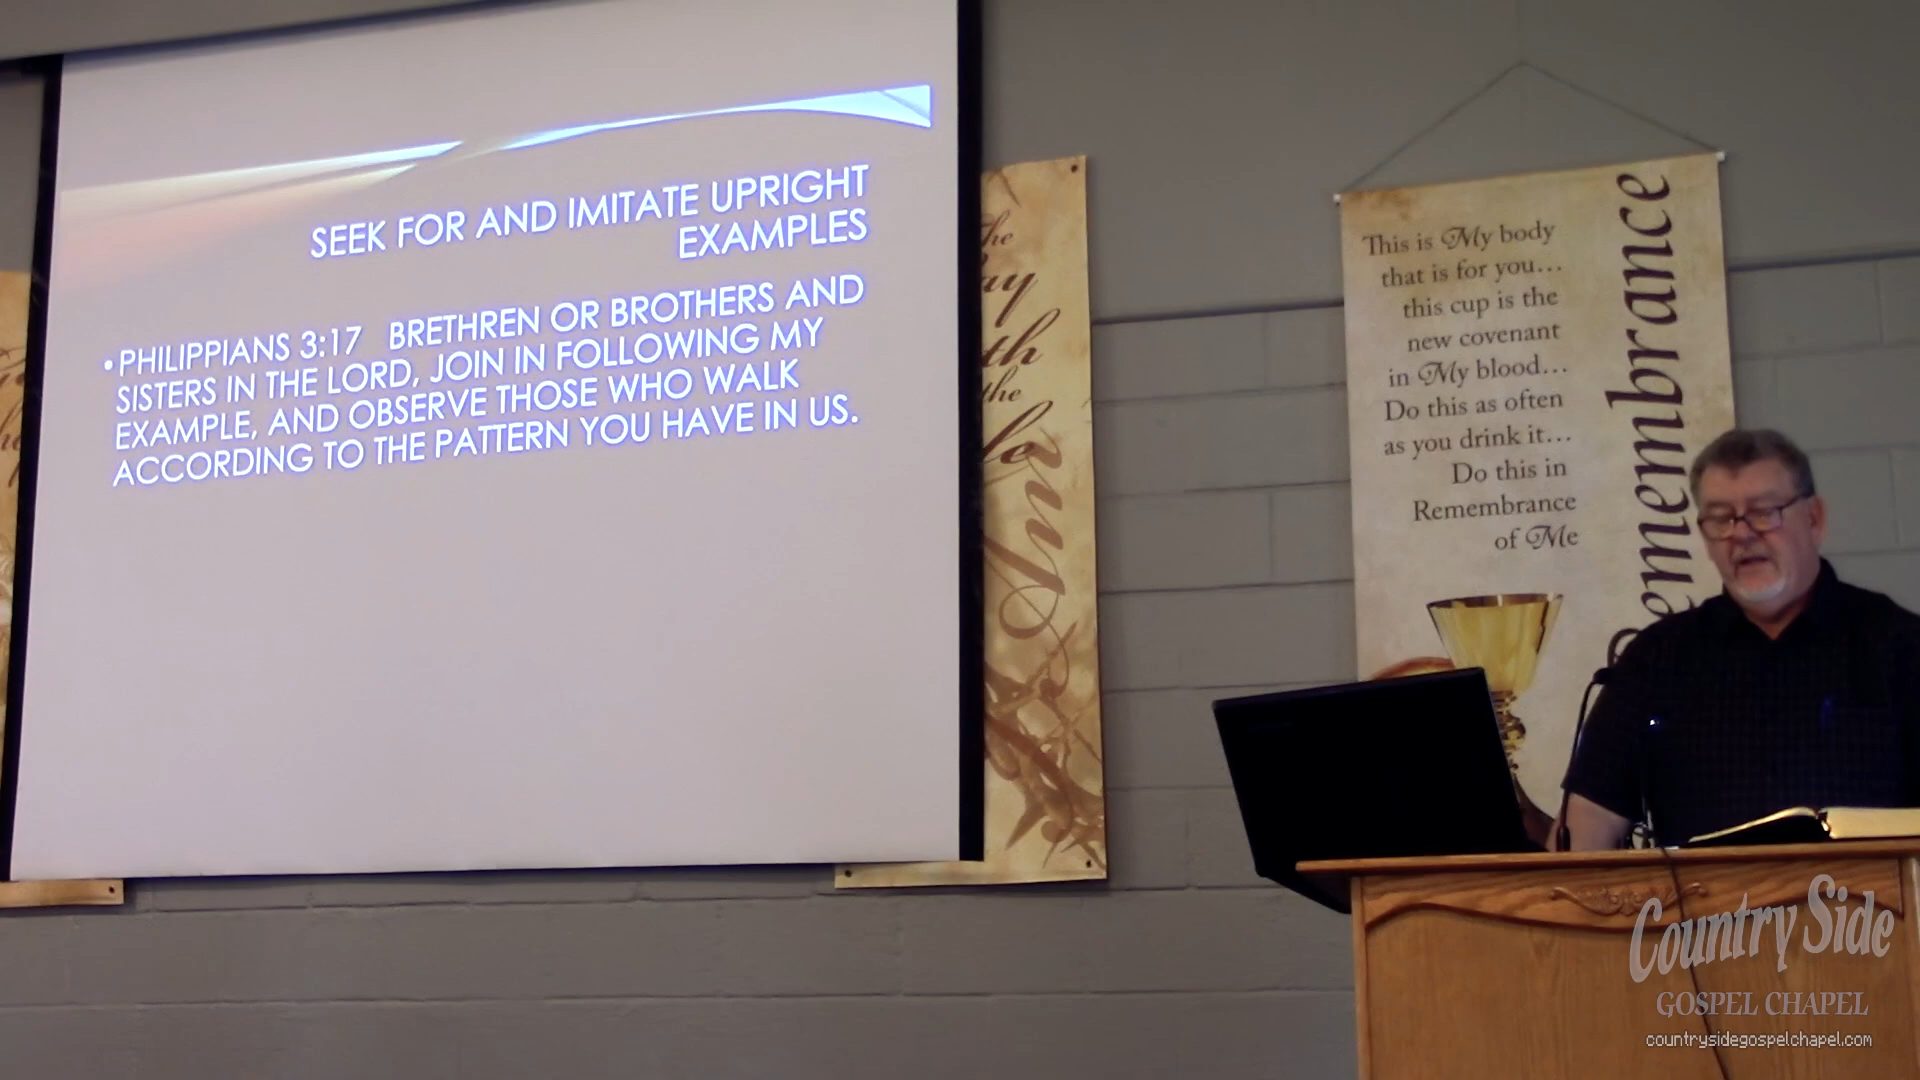 SEEK FOR AND IMITATE UPRIGHT
EXAMPLES
• PHILIPPIANS 3:17 BRETHREN OR BROTHERS AND
SISTERS IN THE LORD, JOIN IN FOLLOWING MY
EXAMPLE, AND OBSERVE THOSE WHO WALK
ACCORDING TO THE PATTERN YOU HAVE IN US.
This is My body
that is for you...
this cup is the
new covenant
in My blood...
Do this as often
as you drink it...
Do this in
Remembrance
of Me
Remembrance
Country Side
GOSPEL CHAPEL
countrysidegospelchapel.com